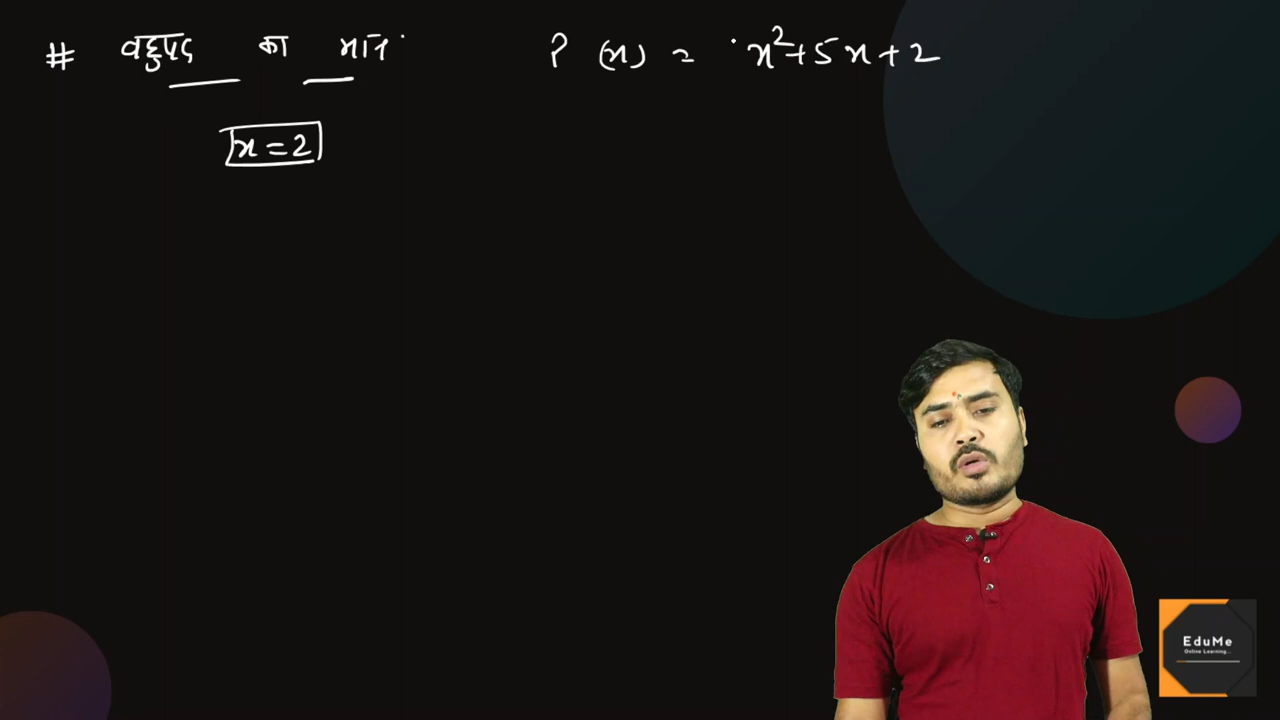 # बहुपद का मान
P(x) = x²+5x+2
x=2
EduMe
Online Learning...